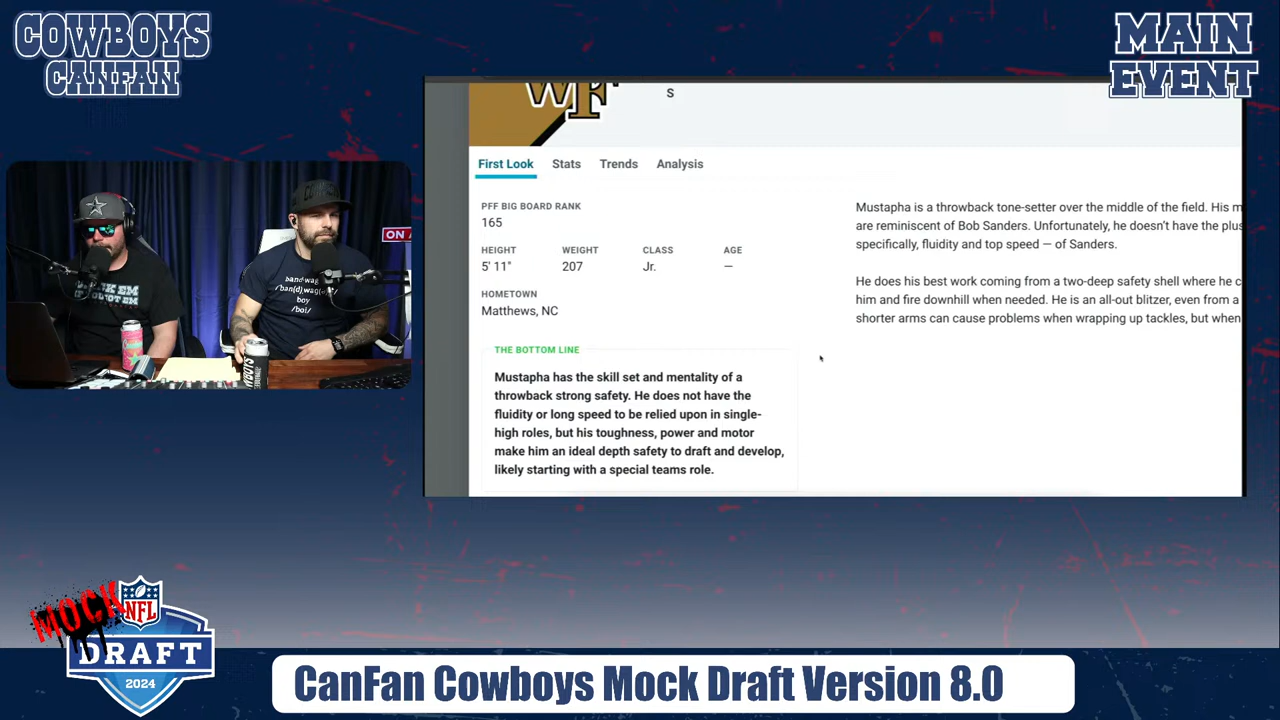 COWBOYS
CANFAN
MAIN
EVENT
WF
S
First Look Stats Trends Analysis
PFF BIG BOARD RANK
165
HEIGHT WEIGHT CLASS AGE
5' 11" 207 Jr. —
HOMETOWN
Matthews, NC
THE BOTTOM LINE
Mustapha has the skill set and mentality of a
throwback strong safety. He does not have the
fluidity or long speed to be relied upon in single-
high roles, but his toughness, power and motor
make him an ideal depth safety to draft and develop,
likely starting with a special teams role.
Mustapha is a throwback tone-setter over the middle of the field. His m
are reminiscent of Bob Sanders. Unfortunately, he doesn't have the plus
specifically, fluidity and top speed — of Sanders.
He does his best work coming from a two-deep safety shell where he c
him and fire downhill when needed. He is an all-out blitzer, even from a
shorter arms can cause problems when wrapping up tackles, but when
ON
band·wag
boy
/boi/
MOCK
NFL
DRAFT
2024
CanFan Cowboys Mock Draft Version 8.0